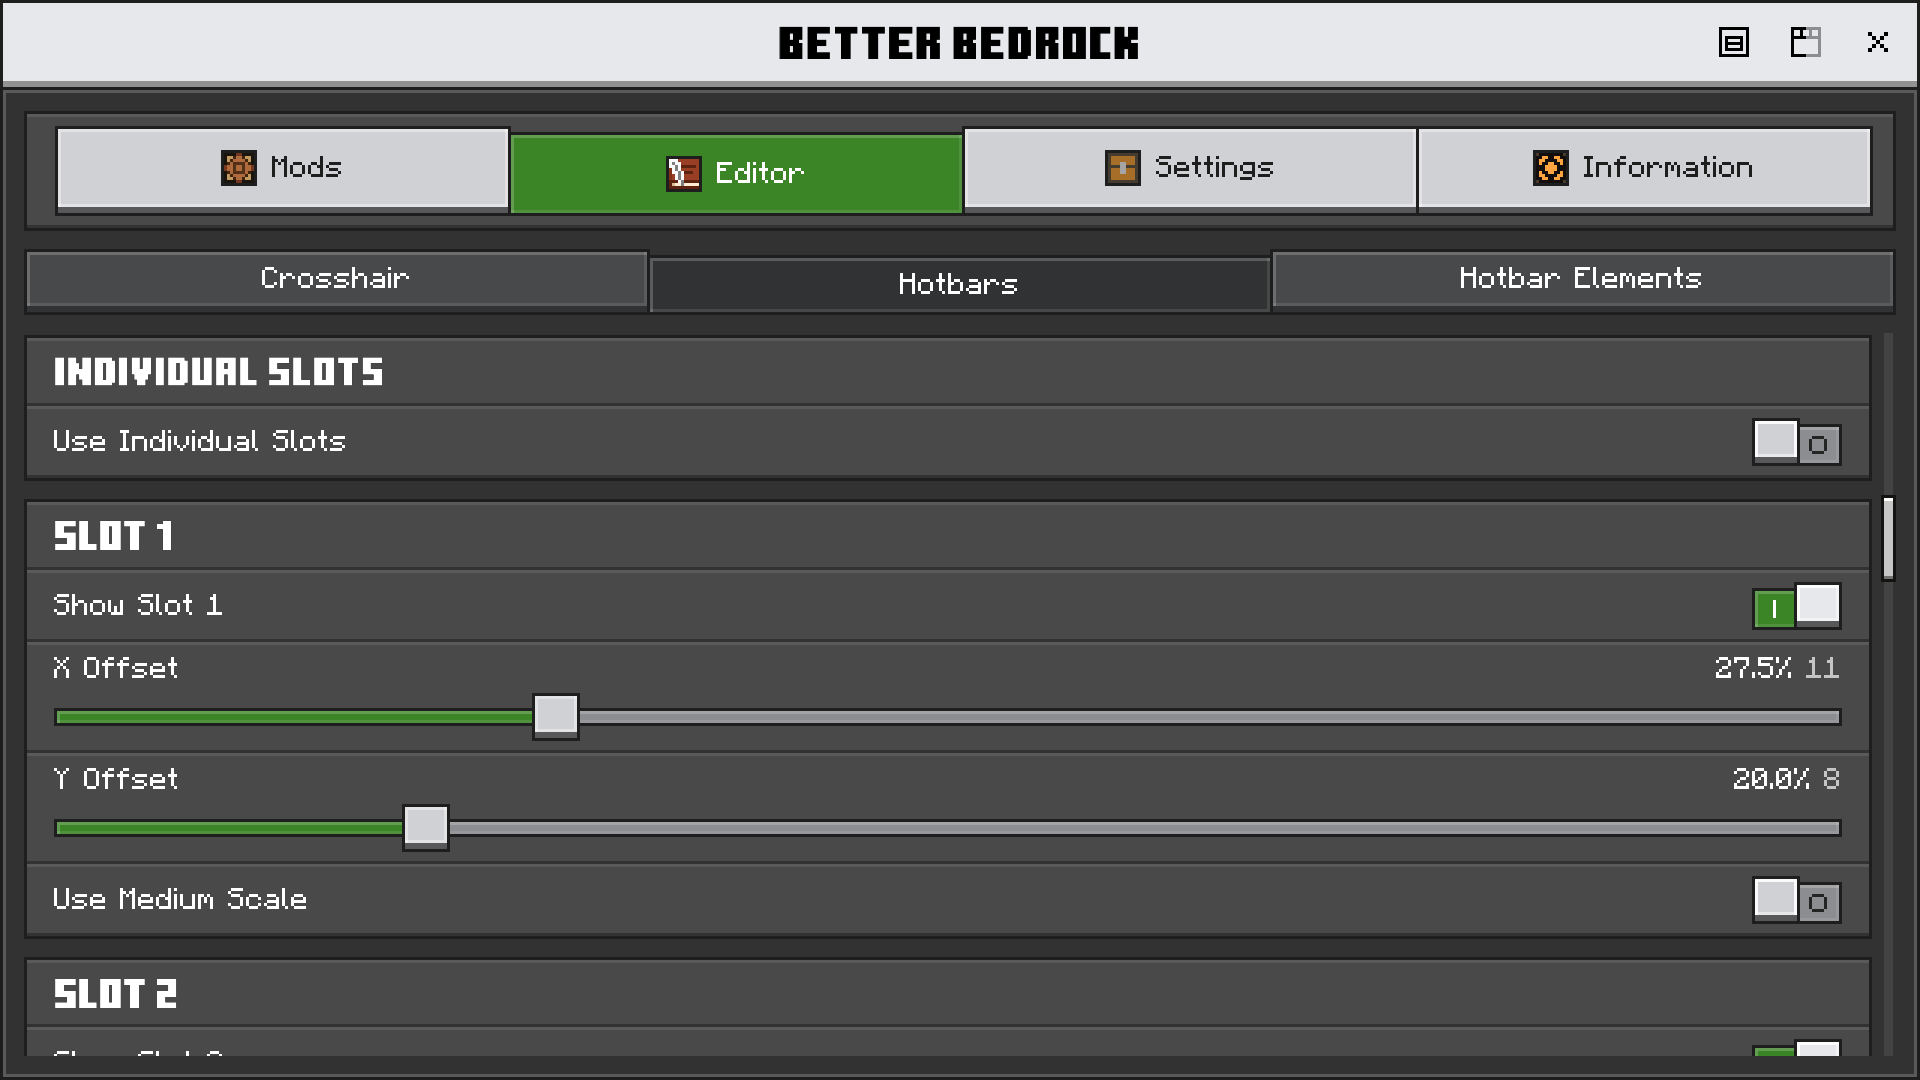 BETTER BEDROCK
Mods
Editor
Settings
Information
Crosshair
Hotbars
Hotbar Elements
INDIVIDUAL SLOTS
Use Individual Slots
SLOT 1
Show Slot 1
X Offset 27.5% 11
Y Offset 20.0% 8
Use Medium Scale
SLOT 2